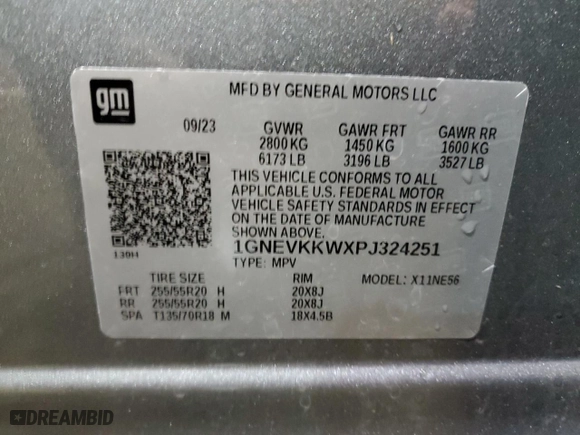 gm
MFD BY GENERAL MOTORS LLC
09/23 GVWR GAWR FRT GAWR RR
2800 KG 1450 KG 1600 KG
6173 LB 3196 LB 3527 LB
THIS VEHICLE CONFORMS TO ALL
APPLICABLE U.S. FEDERAL MOTOR
VEHICLE SAFETY STANDARDS IN EFFECT
ON THE DATE OF MANUFACTURE
SHOWN ABOVE.
139H 1GNEVKKWXPJ324251
TYPE: MPV MODEL: X11NE56
TIRE SIZE RIM
FRT 255/55R20 H 20X8J
RR 255/55R20 H 20X8J
SPA T135/70R18 M 18X4.5B
DREAMBID